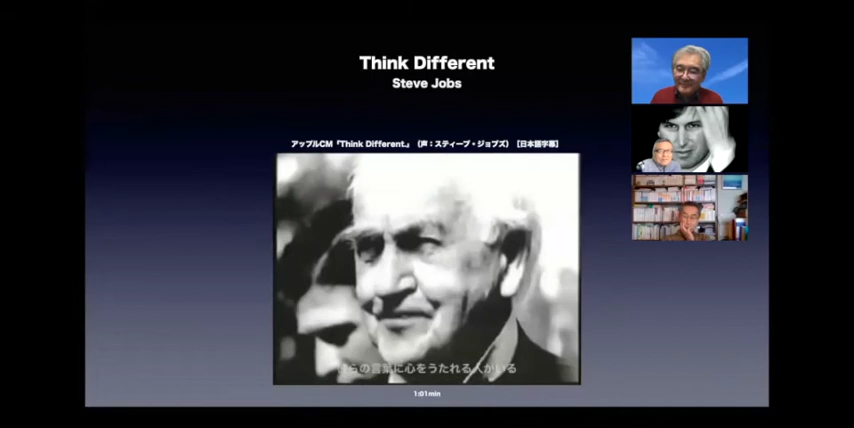 Think Different
Steve Jobs
アップルCM「Think Different.」(声:スティーブ・ジョブズ)【日本語字幕】
らの言葉に心をうたれる人がいる
1:01min